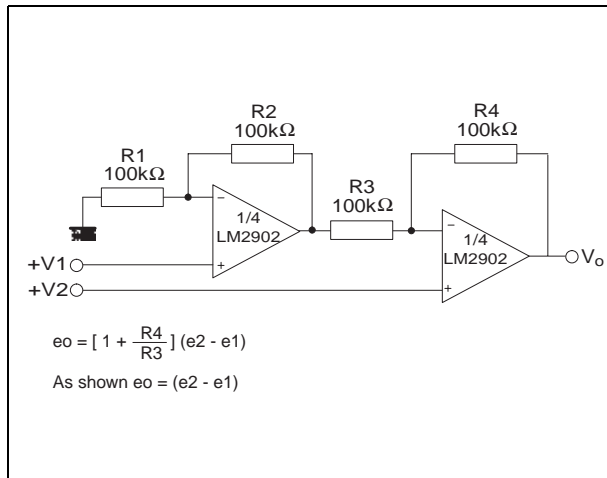 R2
100kΩ
R4
100kΩ
R1
100kΩ
R3
100kΩ
1/4
LM2902
1/4
LM2902
+V1
+V2
Vo
eo = [ 1 + R4/R3 ] (e2 - e1)
As shown eo = (e2 - e1)